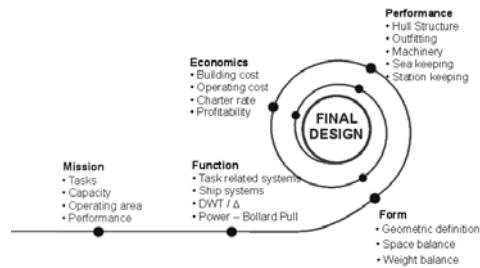 Performance
• Hull Structure
• Outfitting
• Machinery
• Sea keeping
• Station keeping
Economics
• Building cost
• Operating cost
• Charter rate
• Profitability
FINAL
DESIGN
Mission
• Tasks
• Capacity
• Operating area
• Performance
Function
• Task related systems
• Ship systems
• DWT / Δ
• Power – Bollard Pull
Form
• Geometric definition
• Space balance
• Weight balance